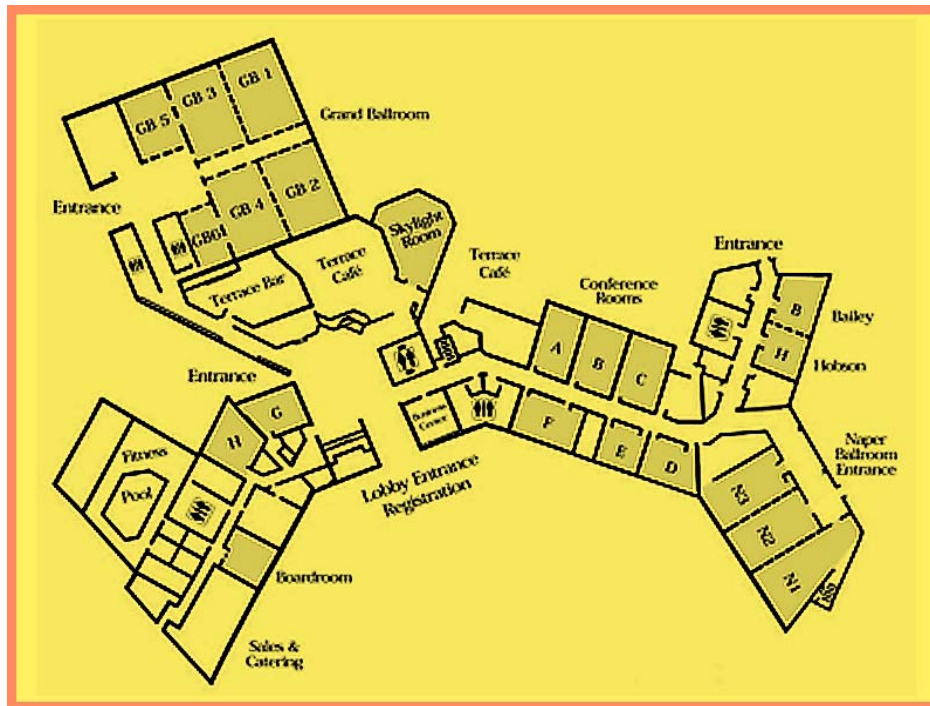 GB 1
GB 3
GB 5
Grand Ballroom
GB 2
GB 4
GB6
Entrance
Skylight
Room
Terrace
Café
Terrace Bar
Terrace
Café
Conference
Rooms
Entrance
B
Bailey
H
Hobson
A
B
C
Entrance
G
H
Business
Center
F
E
D
Naper
Ballroom
Entrance
Fitness
Pool
Lobby Entrance
Registration
N3
N2
N1
Boardroom
Sales &
Catering